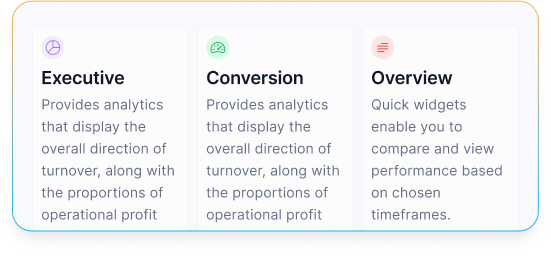 Executive
Provides analytics
that display the
overall direction of
turnover, along with
the proportions of
operational profit
Conversion
Provides analytics
that display the
overall direction of
turnover, along with
the proportions of
operational profit
Overview
Quick widgets
enable you to
compare and view
performance based
on chosen
timeframes.